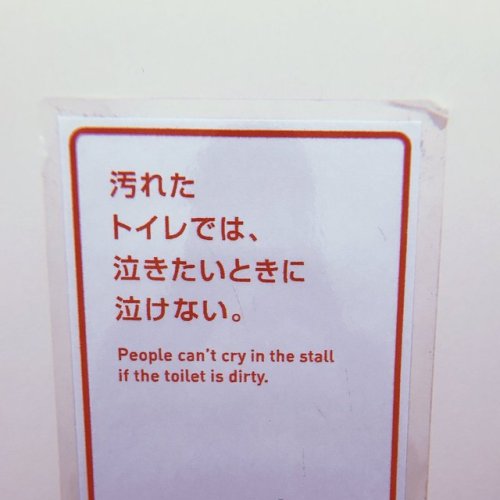 汚れた
トイレでは、
泣きたいときに
泣けない。
People can't cry in the stall
if the toilet is dirty.